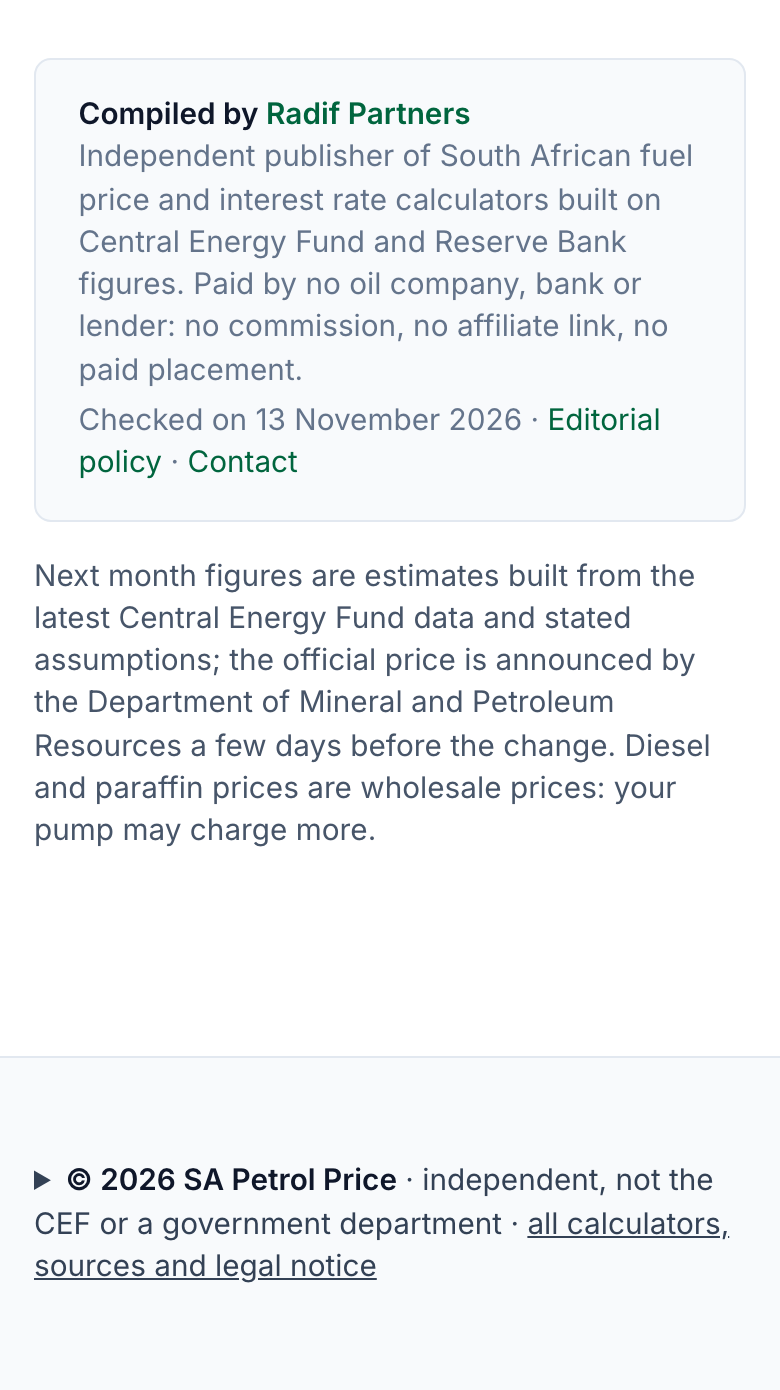 Compiled by Radif Partners
Independent publisher of South African fuel
price and interest rate calculators built on
Central Energy Fund and Reserve Bank
figures. Paid by no oil company, bank or
lender: no commission, no affiliate link, no
paid placement.
Checked on 13 November 2026 · Editorial
policy · Contact
Next month figures are estimates built from the
latest Central Energy Fund data and stated
assumptions; the official price is announced by
the Department of Mineral and Petroleum
Resources a few days before the change. Diesel
and paraffin prices are wholesale prices: your
pump may charge more.
▶ © 2026 SA Petrol Price · independent, not the
CEF or a government department · all calculators,
sources and legal notice